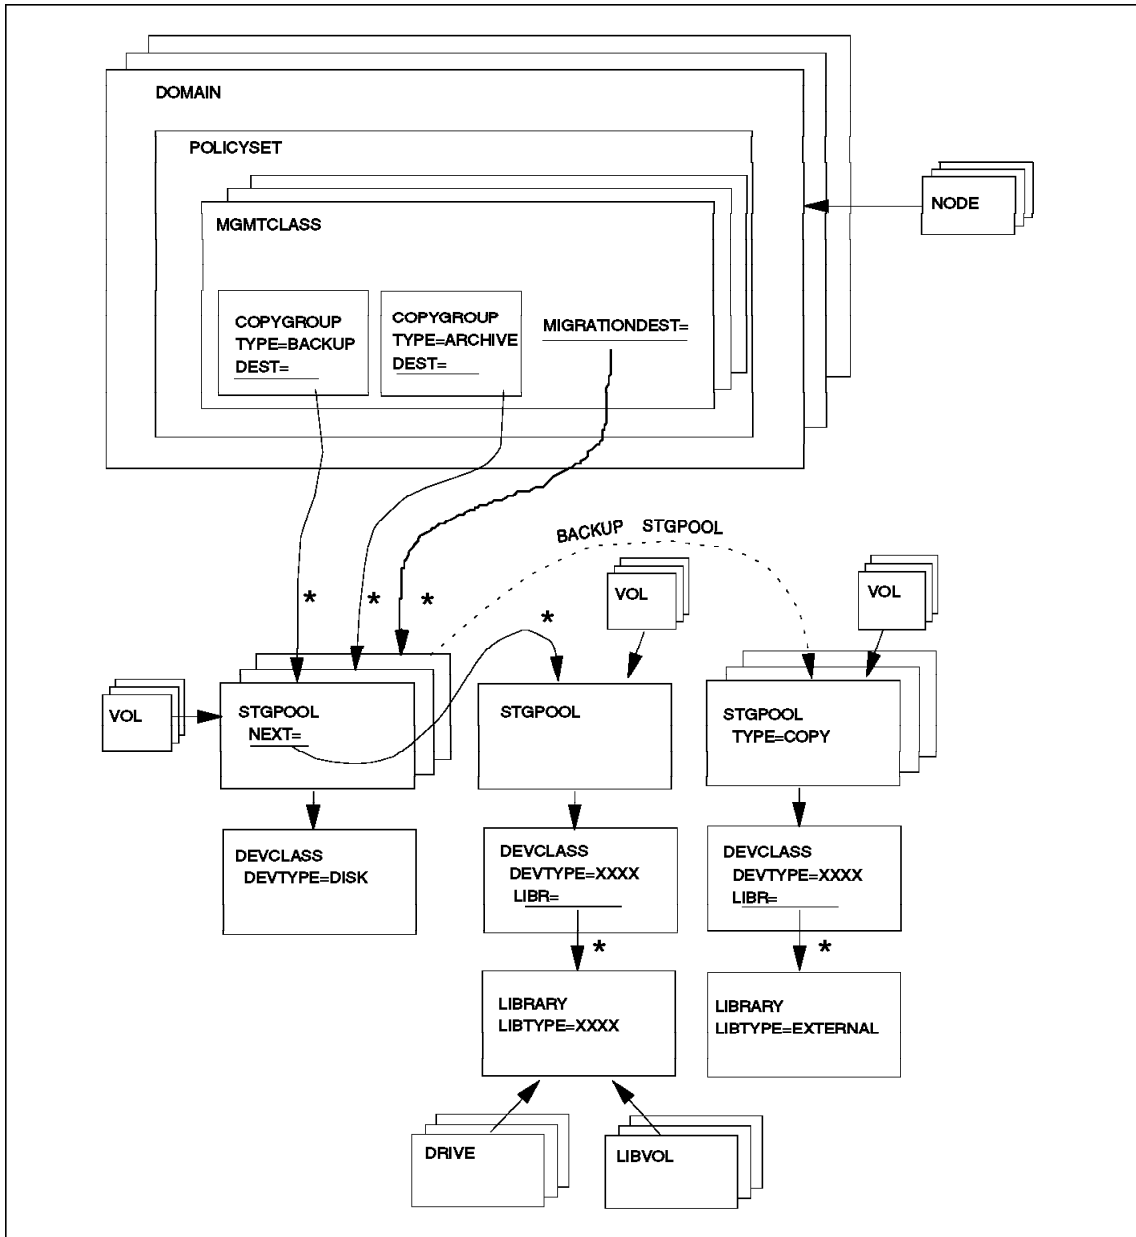 DOMAIN
POLICYSET
MGMTCLASS
NODE
COPYGROUP
TYPE=BACKUP
DEST=
COPYGROUP
TYPE=ARCHIVE
DEST=
MIGRATIONDEST=
BACKUP STGPOOL
*
*
*
*
VOL
VOL
VOL
STGPOOL
NEXT=
STGPOOL
STGPOOL
TYPE=COPY
DEVCLASS
DEVTYPE=DISK
DEVCLASS
DEVTYPE=XXXX
LIBR=
DEVCLASS
DEVTYPE=XXXX
LIBR=
*
*
LIBRARY
LIBTYPE=XXXX
LIBRARY
LIBTYPE=EXTERNAL
DRIVE
LIBVOL